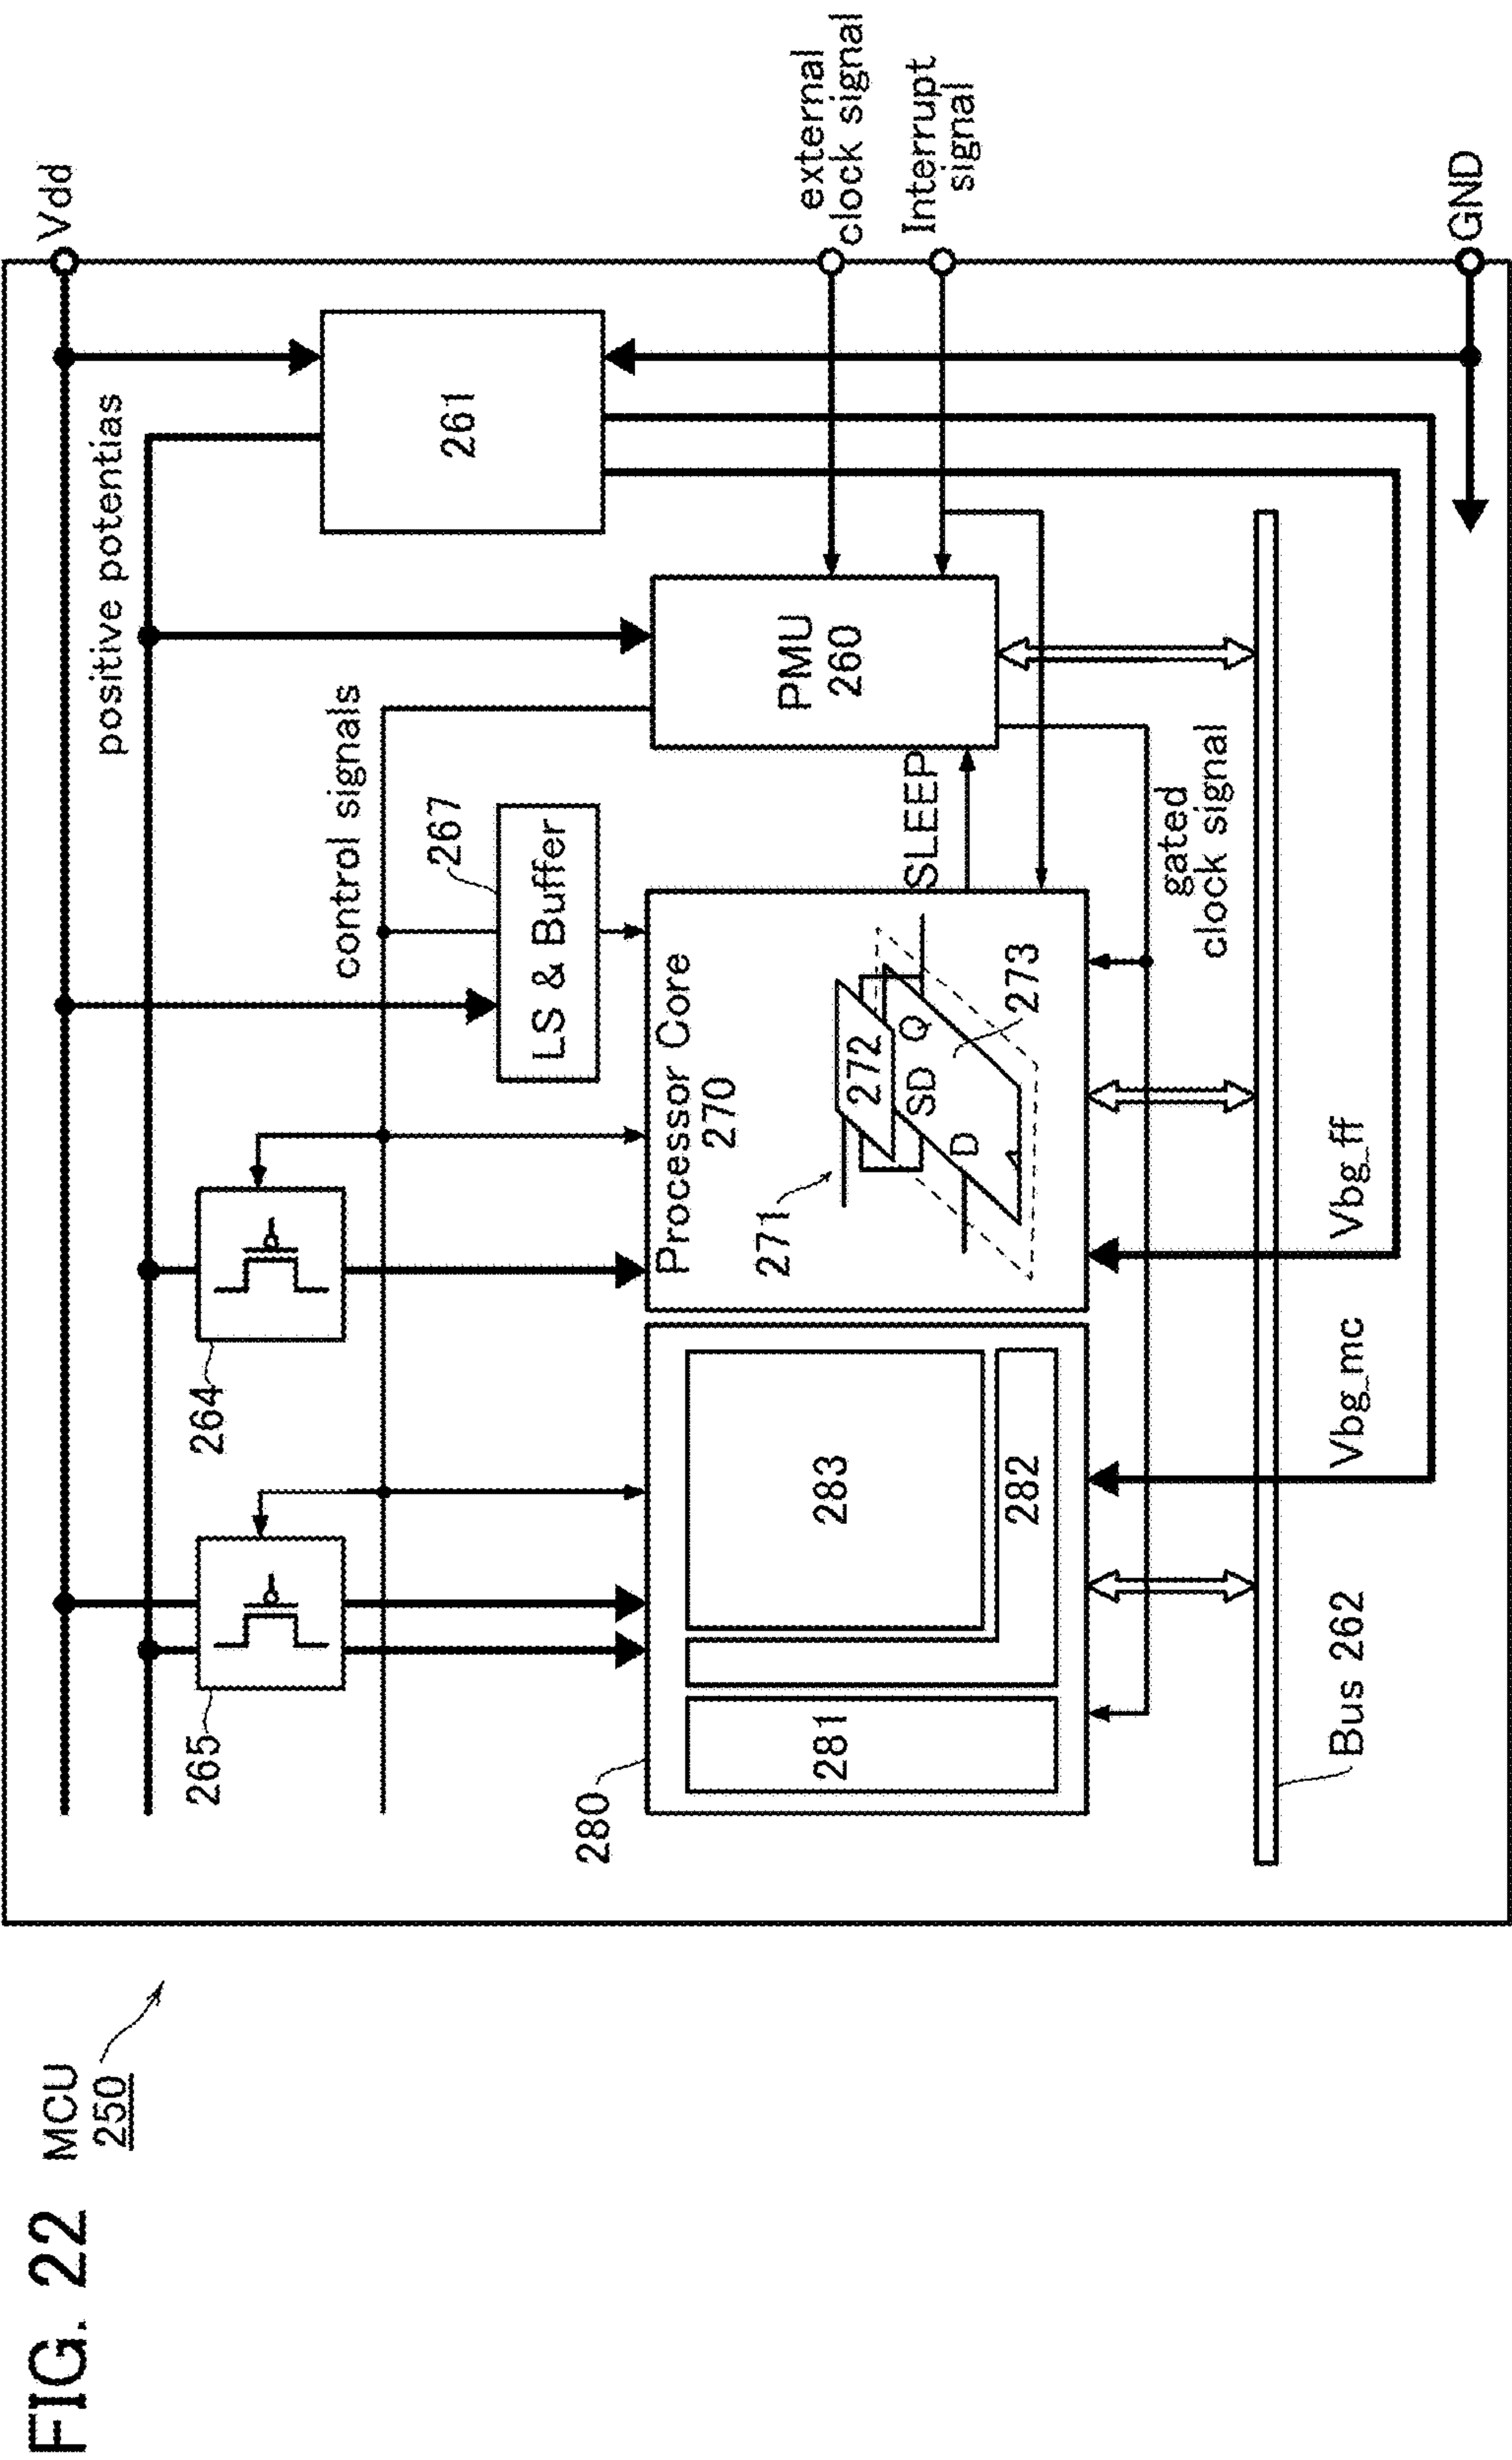 FIG. 22
MCU
250
Vdd
positive potentias
control signals
265
264
267
LS & Buffer
261
external
clock signal
Interrupt
signal
GND
PMU
260
SLEEP
Processor Core
270
271
272
SD Q
D
273
280
281
282
283
gated
clock signal
Vbg_ff
Vbg_mc
Bus 262